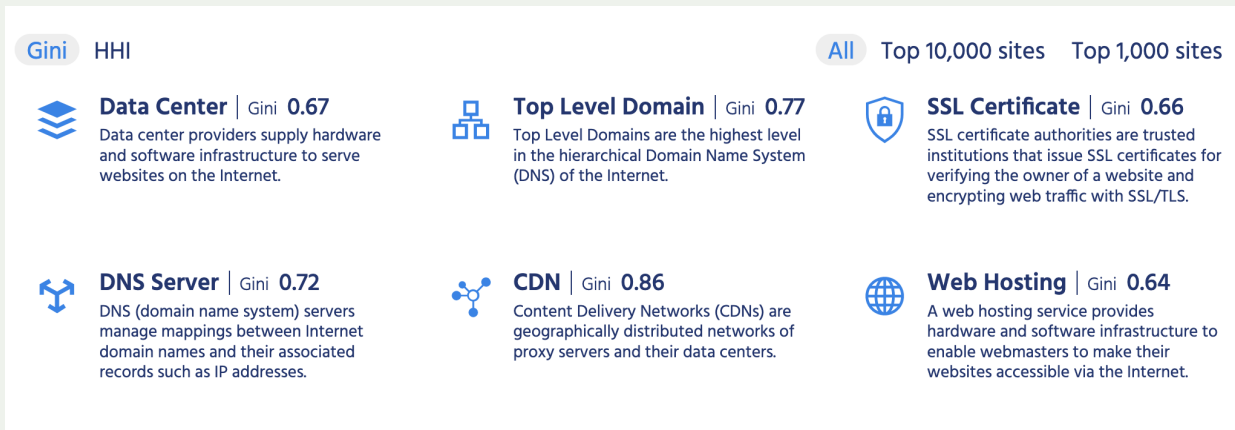 Gini HHI All Top 10,000 sites Top 1,000 sites
Data Center | Gini 0.67
Data center providers supply hardware
and software infrastructure to serve
websites on the Internet.
Top Level Domain | Gini 0.77
Top Level Domains are the highest level
in the hierarchical Domain Name System
(DNS) of the Internet.
SSL Certificate | Gini 0.66
SSL certificate authorities are trusted
institutions that issue SSL certificates for
verifying the owner of a website and
encrypting web traffic with SSL/TLS.
DNS Server | Gini 0.72
DNS (domain name system) servers
manage mappings between Internet
domain names and their associated
records such as IP addresses.
CDN | Gini 0.86
Content Delivery Networks (CDNs) are
geographically distributed networks of
proxy servers and their data centers.
Web Hosting | Gini 0.64
A web hosting service provides
hardware and software infrastructure to
enable webmasters to make their
websites accessible via the Internet.